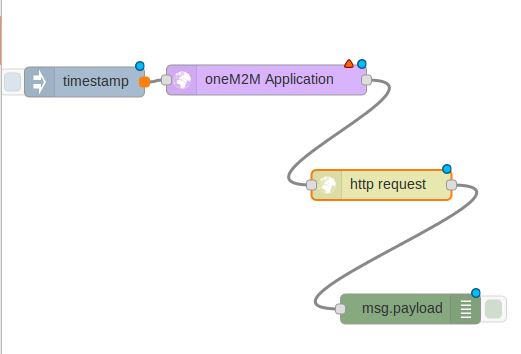 timestamp
oneM2M Application
http request
msg.payload